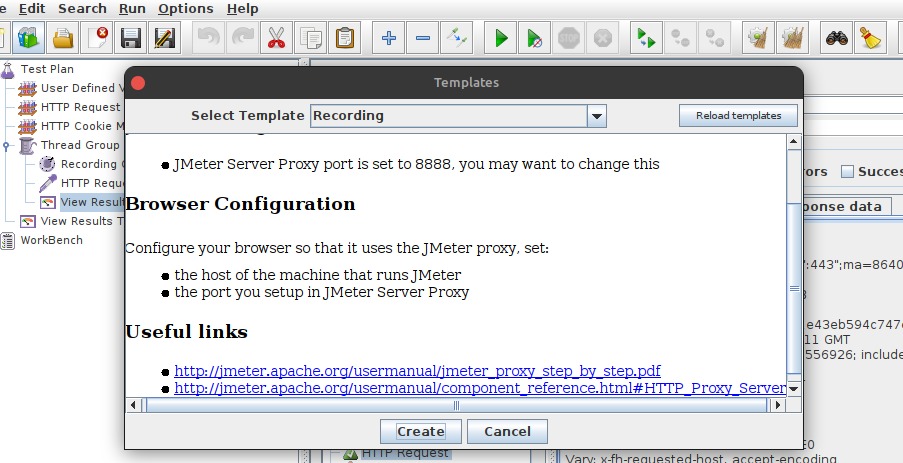 Edit Search Run Options Help
Templates
Test Plan
User Defined V
HTTP Request
HTTP Cookie M
Thread Group
Recording C
HTTP Reque
View Results
View Results T
WorkBench
Select Template Recording Reload templates
JMeter Server Proxy port is set to 8888, you may want to change this
Browser Configuration
Configure your browser so that it uses the JMeter proxy, set:
the host of the machine that runs JMeter
the port you setup in JMeter Server Proxy
Useful links
http://jmeter.apache.org/usermanual/jmeter_proxy_step_by_step.pdf
http://jmeter.apache.org/usermanual/component_reference.html#HTTP_Proxy_Server
Create Cancel
rors Succes
ponse data
":443";ma=8640
e43eb594c747
11 GMT
556926; include
E0
HTTP Request
Vary: x-fh-requested-host, accept-encoding